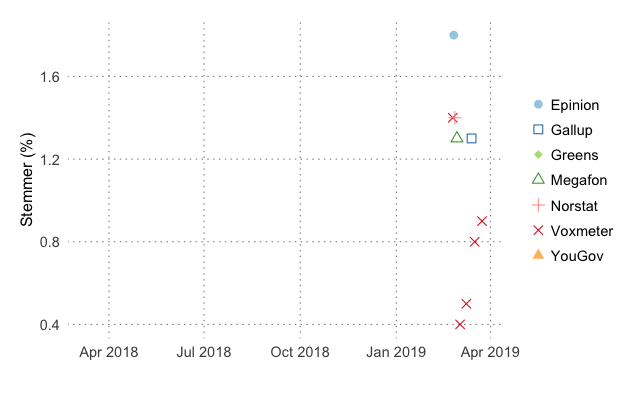 Stemmer (%)
1.6
1.2
0.8
0.4
Apr 2018
Jul 2018
Oct 2018
Jan 2019
Apr 2019
Epinion
Gallup
Greens
Megafon
Norstat
Voxmeter
YouGov